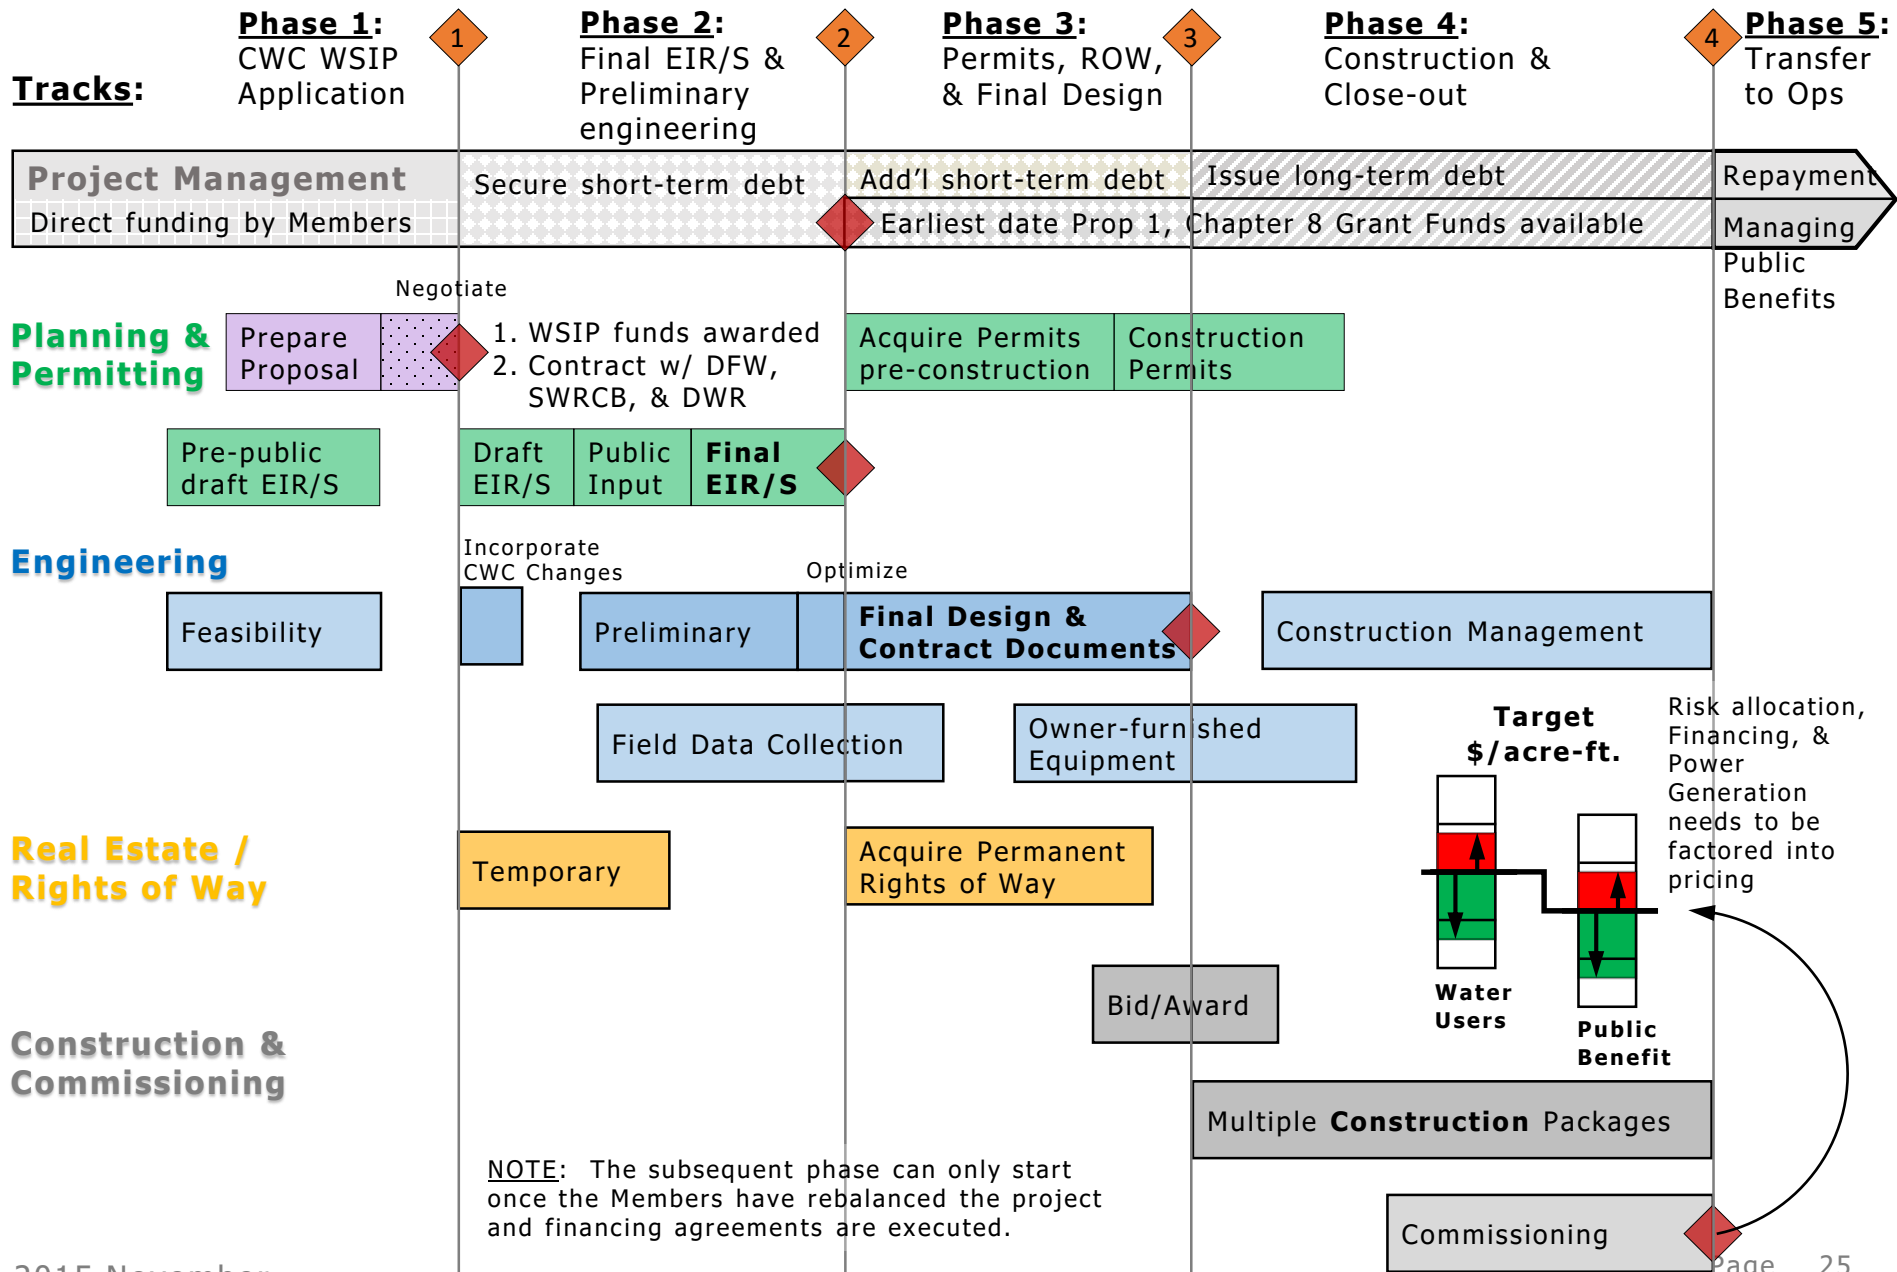 Phase 1:
CWC WSIP
Application
1
Phase 2:
Final EIR/S &
Preliminary
engineering
2
Phase 3:
Permits, ROW,
& Final Design
3
Phase 4:
Construction &
Close-out
4
Phase 5:
Transfer
to Ops
Tracks:
Project Management
Direct funding by Members
Secure short-term debt
Add'l short-term debt
Issue long-term debt
Earliest date Prop 1, Chapter 8 Grant Funds available
Repayment
Managing
Public
Benefits
Negotiate
Planning &
Permitting
Prepare
Proposal
1. WSIP funds awarded
2. Contract w/ DFW,
SWRCB, & DWR
Acquire Permits
pre-construction
Construction
Permits
Pre-public
draft EIR/S
Draft
EIR/S
Public
Input
Final
EIR/S
Engineering
Incorporate
CWC Changes
Optimize
Feasibility
Preliminary
Final Design &
Contract Documents
Construction Management
Field Data Collection
Owner-furnished
Equipment
Target
$/acre-ft.
Risk allocation,
Financing, &
Power
Generation
needs to be
factored into
pricing
Real Estate /
Rights of Way
Temporary
Acquire Permanent
Rights of Way
Water
Users
Public
Benefit
Bid/Award
Construction &
Commissioning
Multiple Construction Packages
NOTE: The subsequent phase can only start
once the Members have rebalanced the project
and financing agreements are executed.
Commissioning
2015 November
Page 25